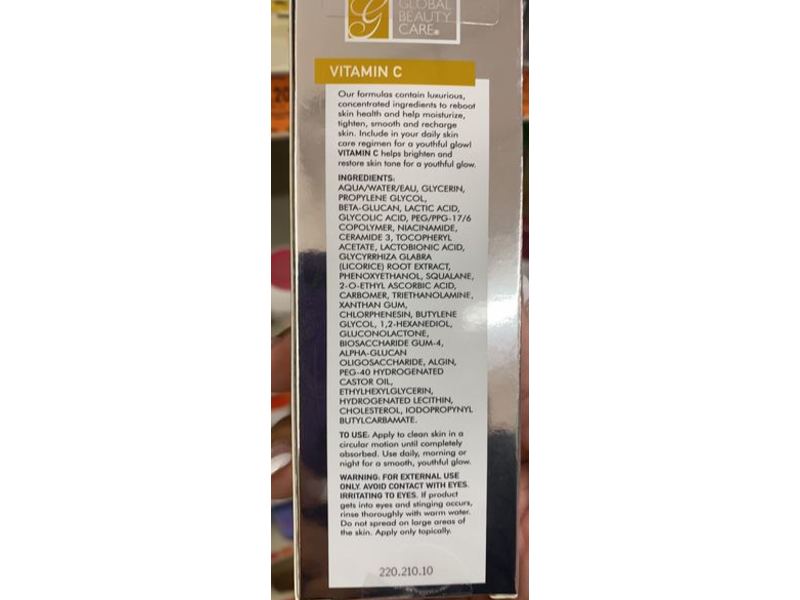 GLOBAL
BEAUTY
CARE®
VITAMIN C
Our formulas contain luxurious,
concentrated ingredients to reboot
skin health and help moisturize,
tighten, smooth and recharge
skin. Include in your daily skin
care regimen for a youthful glow!
VITAMIN C helps brighten and
restore skin tone for a youthful glow.
INGREDIENTS:
AQUA/WATER/EAU, GLYCERIN,
PROPYLENE GLYCOL,
BETA-GLUCAN, LACTIC ACID,
GLYCOLIC ACID, PEG/PPG-17/6
COPOLYMER, NIACINAMIDE,
CERAMIDE 3, TOCOPHERYL
ACETATE, LACTOBIONIC ACID,
GLYCYRRHIZA GLABRA
(LICORICE) ROOT EXTRACT,
PHENOXYETHANOL, SQUALANE,
2-O-ETHYL ASCORBIC ACID,
CARBOMER, TRIETHANOLAMINE,
XANTHAN GUM,
CHLORPHENESIN, BUTYLENE
GLYCOL, 1,2-HEXANEDIOL,
GLUCONOLACTONE,
BIOSACCHARIDE GUM-4,
ALPHA-GLUCAN
OLIGOSACCHARIDE, ALGIN,
PEG-40 HYDROGENATED
CASTOR OIL,
ETHYLHEXYLGLYCERIN,
HYDROGENATED LECITHIN,
CHOLESTEROL, IODOPROPYNYL
BUTYLCARBAMATE.
TO USE: Apply to clean skin in a
circular motion until completely
absorbed. Use daily, morning or
night for a smooth, youthful glow.
WARNING: FOR EXTERNAL USE
ONLY. AVOID CONTACT WITH EYES.
IRRITATING TO EYES. If product
gets into eyes and stinging occurs,
rinse thoroughly with warm water.
Do not spread on large areas of
the skin. Apply only topically.
220.210.10